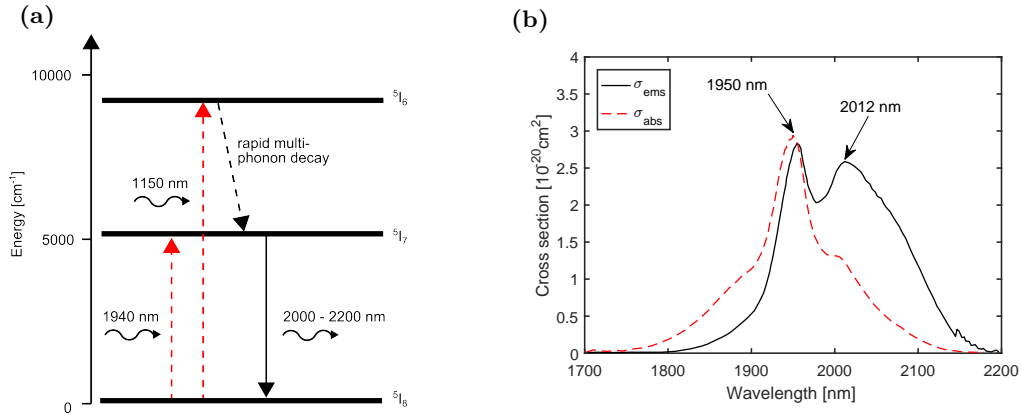 (a)
10000
5000
0
Energy [cm⁻¹]
⁵I₆
rapid multi-
phonon decay
1150 nm
⁵I₇
1940 nm
2000 - 2200 nm
⁵I₈
(b)
4
3.5
3
2.5
2
1.5
1
0.5
0
Cross section [10⁻²⁰cm²]
σems
σabs
1950 nm
2012 nm
1700 1800 1900 2000 2100 2200
Wavelength [nm]